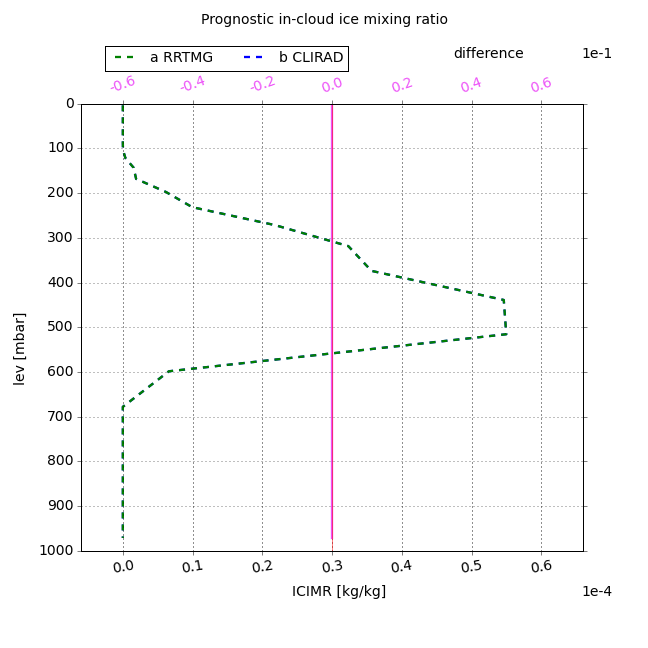 Prognostic in-cloud ice mixing ratio
a RRTMG b CLIRAD difference 1e-1
-0.6 -0.4 -0.2 0.0 0.2 0.4 0.6
0
100
200
300
400
500
600
700
800
900
1000
lev [mbar]
0.0 0.1 0.2 0.3 0.4 0.5 0.6
ICIMR [kg/kg] 1e-4